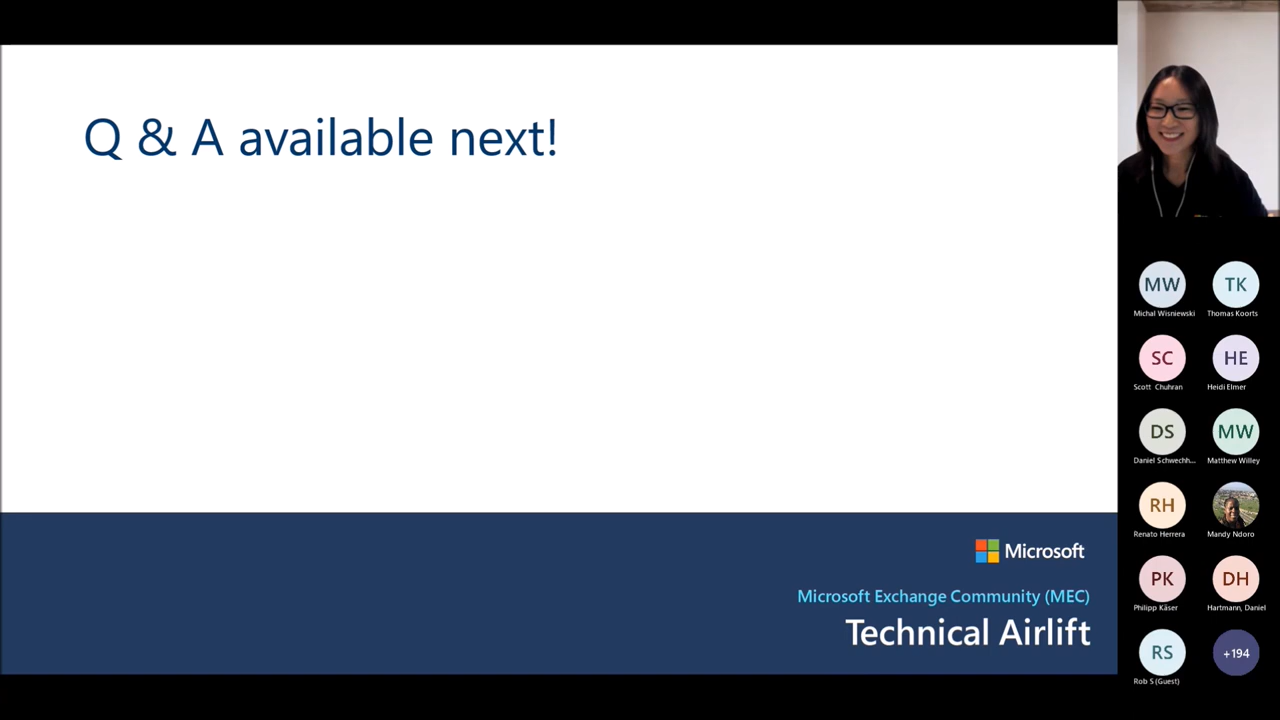 Q & A available next!
Microsoft
Microsoft Exchange Community (MEC)
Technical Airlift
MW
TK
Michal Wisniewski
Thomas Koorts
SC
HE
Scott Chuhran
Heidi Elmer
DS
MW
Daniel Schwechh...
Matthew Willey
RH
Renato Herrera
Mandy Ndoro
PK
DH
Philipp Käser
Hartmann, Daniel
RS
+194
Rob S (Guest)